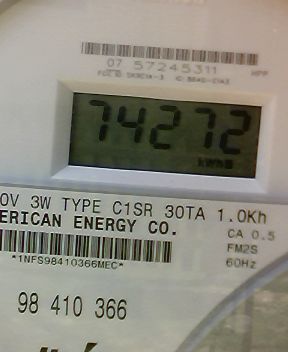 07 57245311
74272
0V 3W TYPE C1SR 30TA 1.0Kh
ERICAN ENERGY CO.
CA 0.5
FM2S
*1NFS98410366MEC*
60Hz
98 410 366